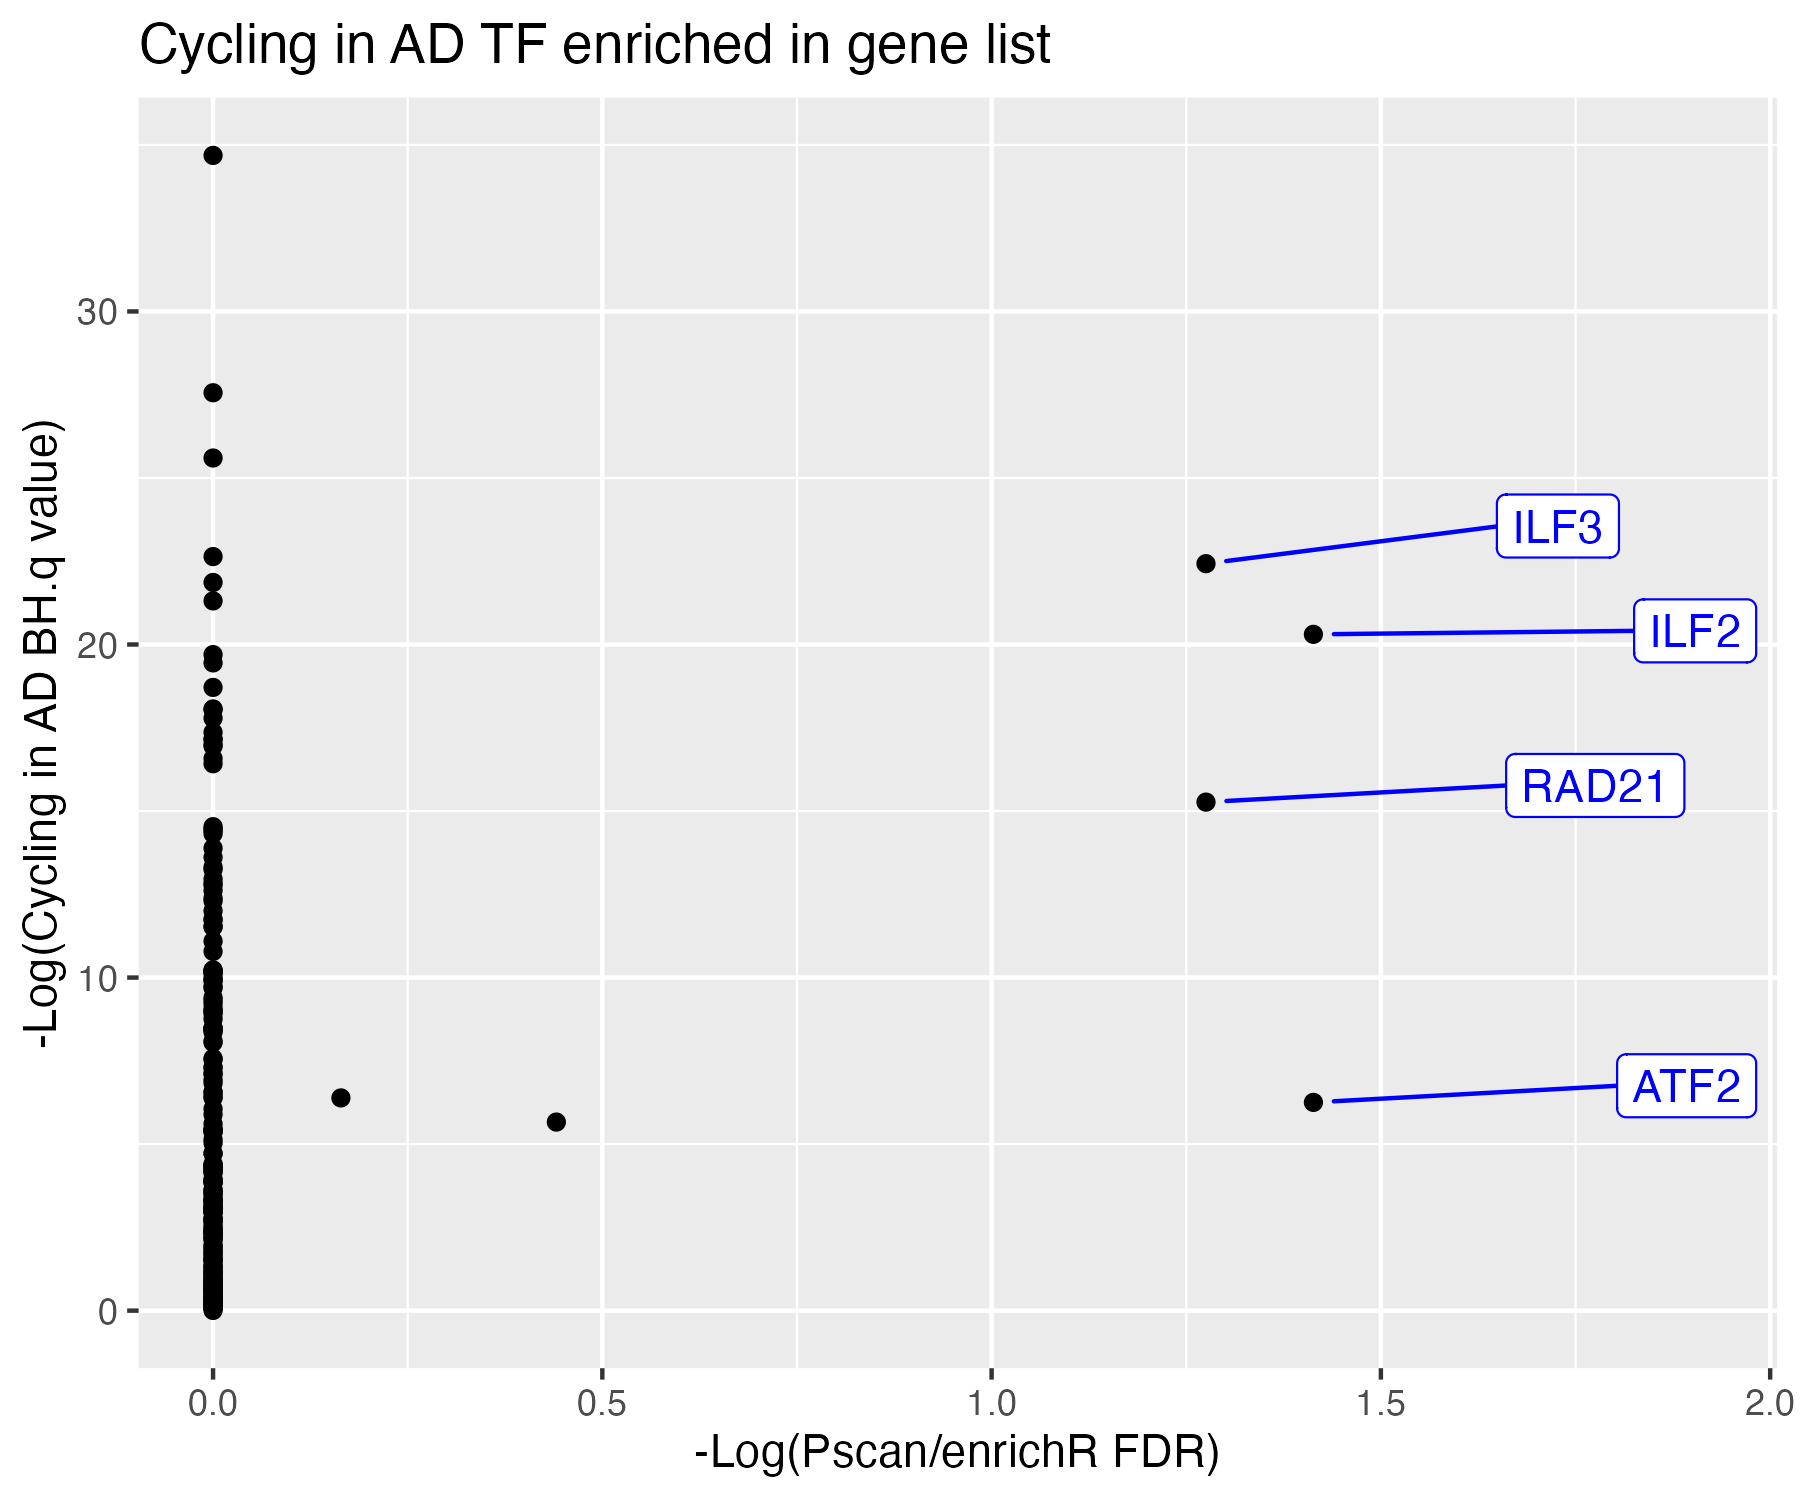 Cycling in AD TF enriched in gene list
-Log(Cycling in AD BH.q value)
30
20
10
0
ILF3
ILF2
RAD21
ATF2
0.0
0.5
1.0
1.5
2.0
-Log(Pscan/enrichR FDR)